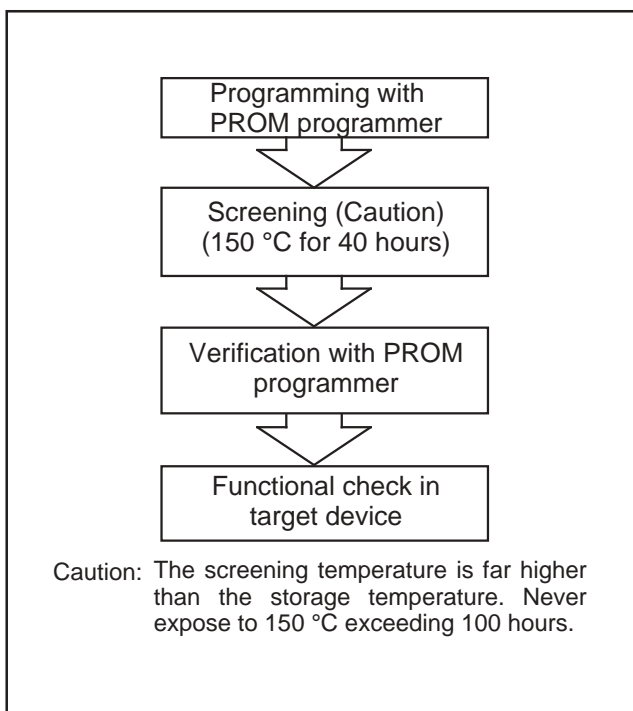 Programming with
PROM programmer
Screening (Caution)
(150 °C for 40 hours)
Verification with PROM
programmer
Functional check in
target device
Caution: The screening temperature is far higher
than the storage temperature. Never
expose to 150 °C exceeding 100 hours.